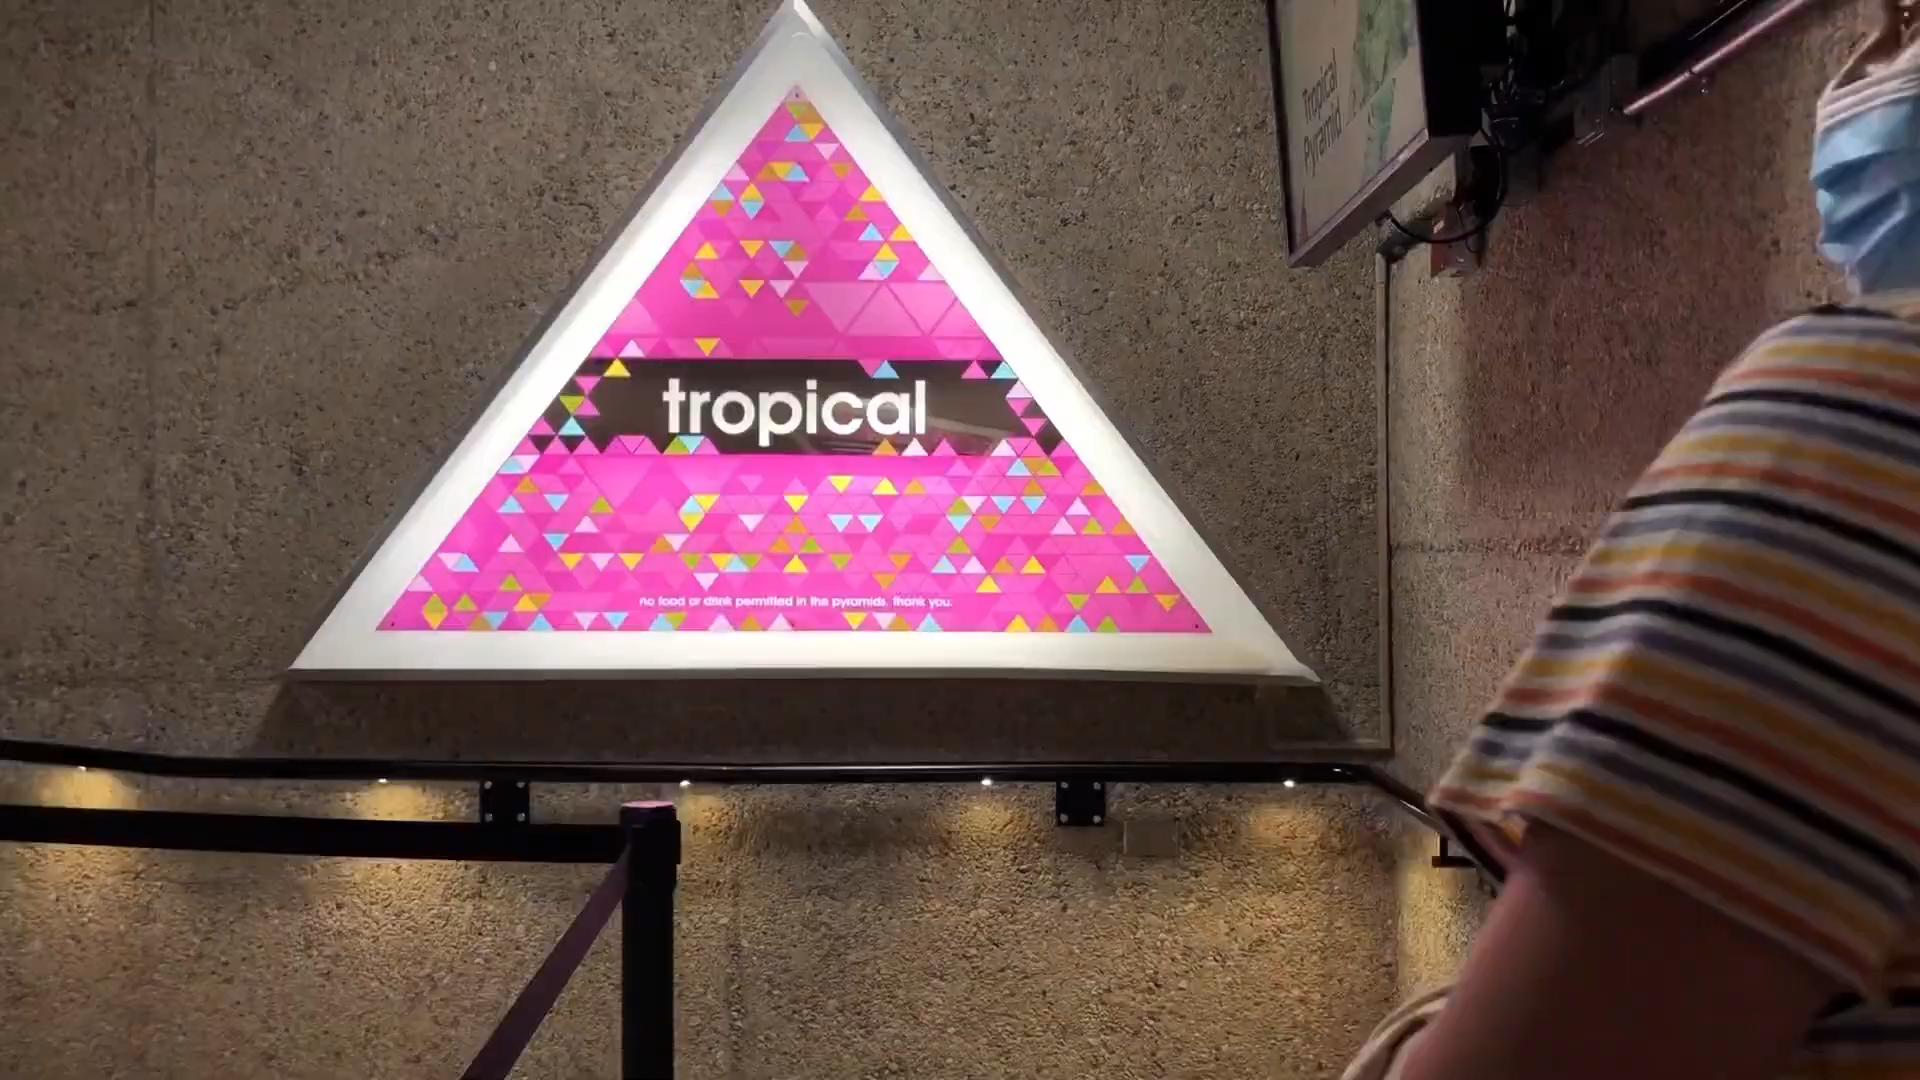 Tropical
Pyramid
tropical
no food or drink permitted in the pyramids. thank you.